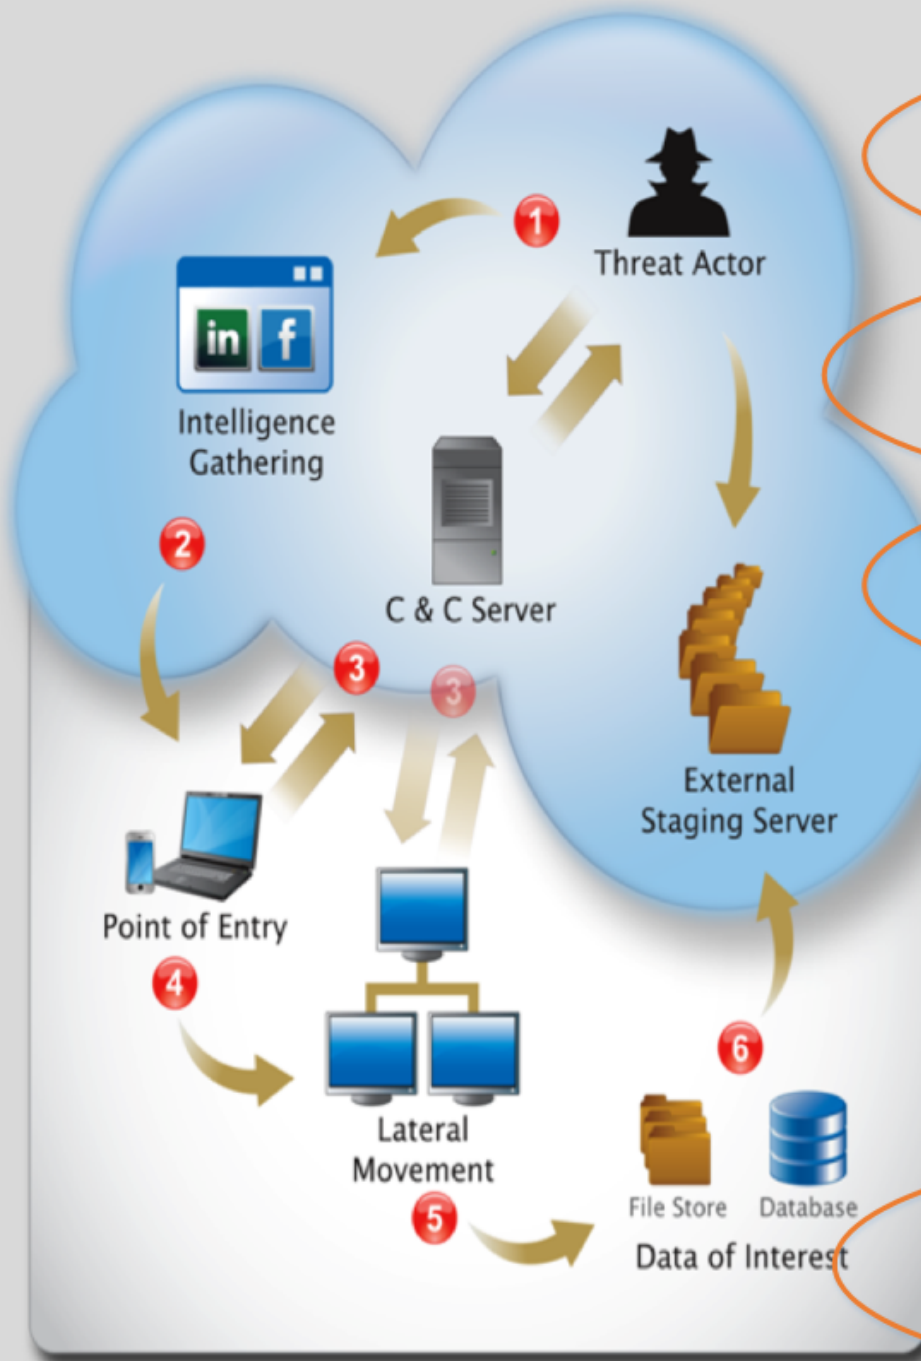 1
Threat Actor
in f
Intelligence
Gathering
2
C & C Server
3
3
External
Staging Server
Point of Entry
4
6
Lateral
Movement
5
File Store
Database
Data of Interest